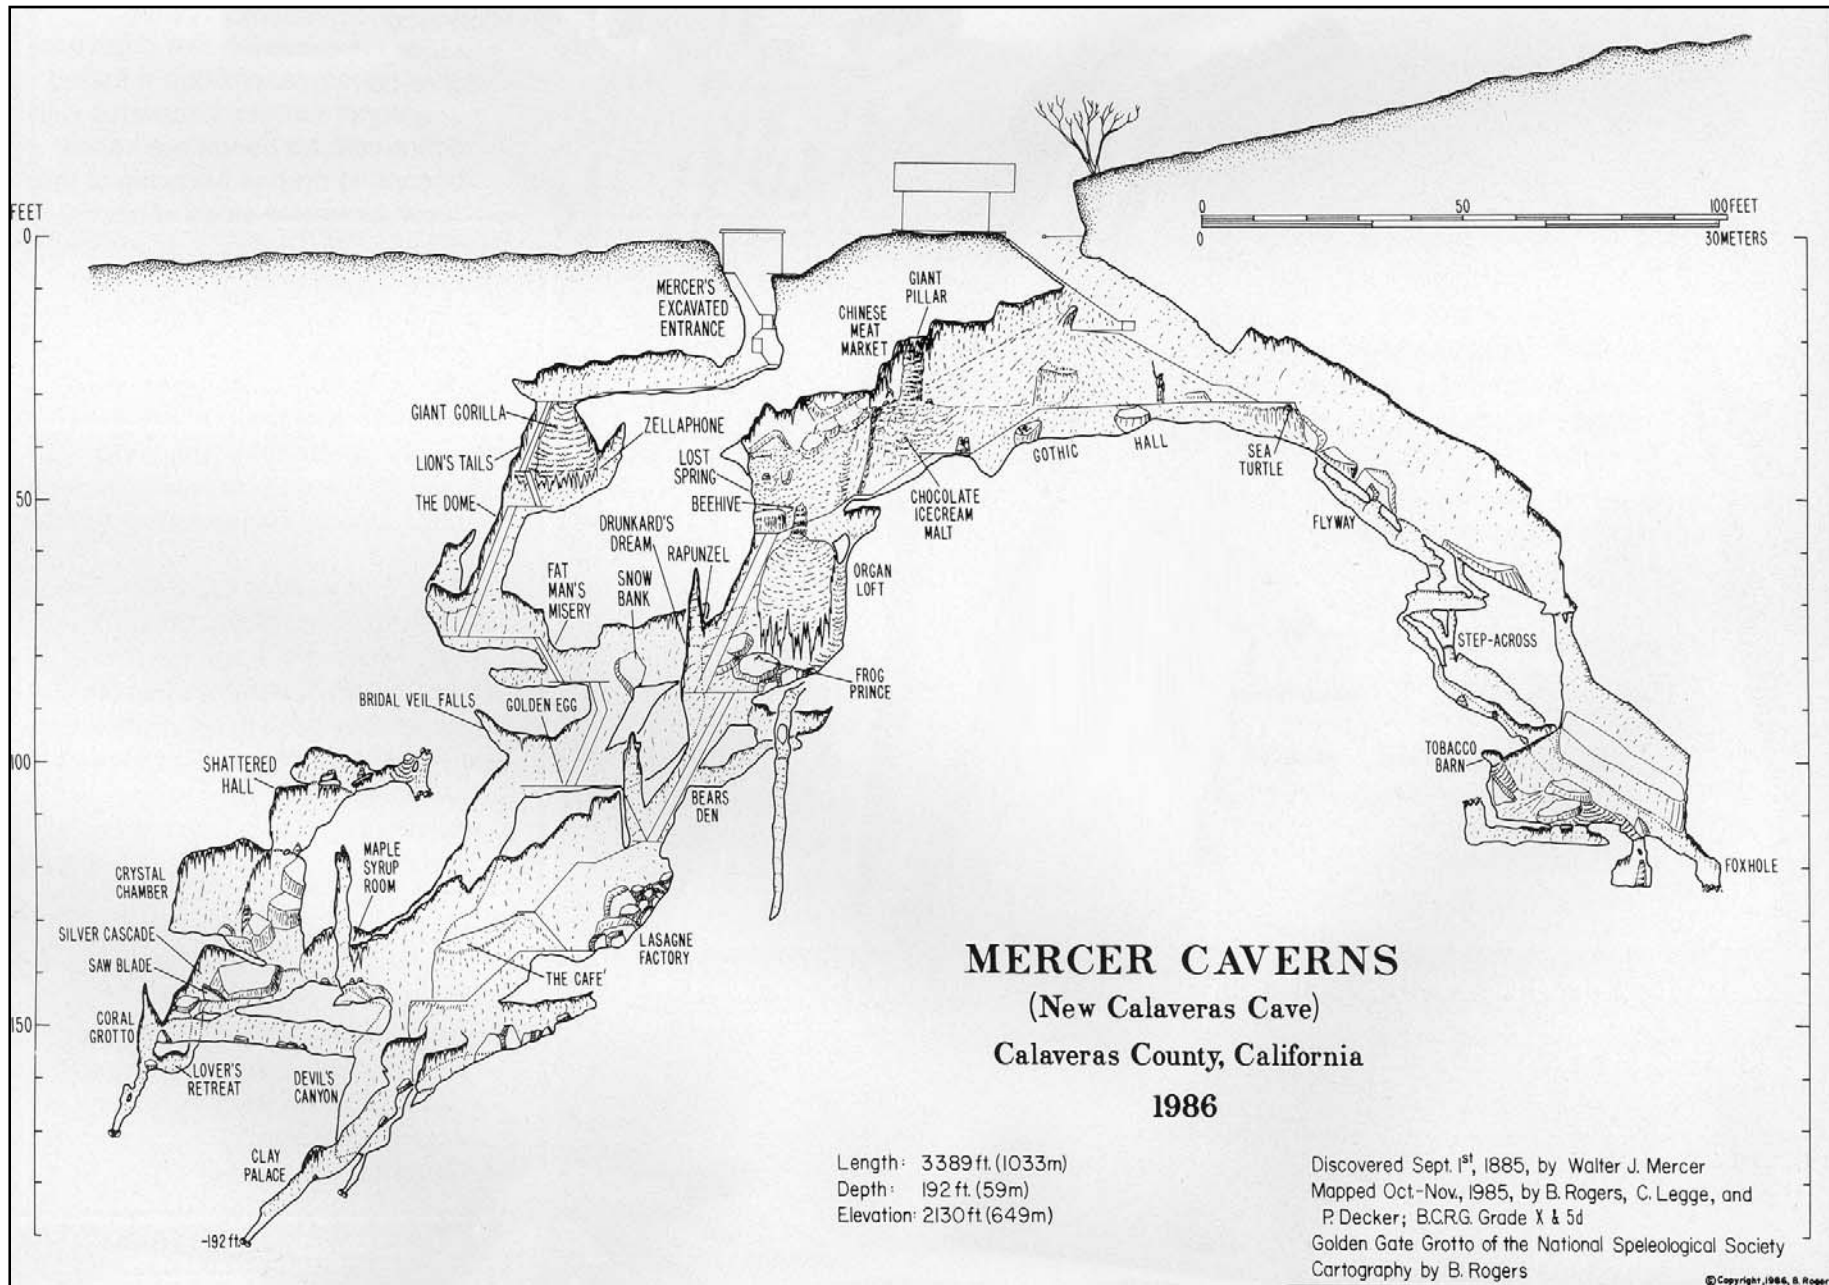 FEET
0
50
100
150
-192 ft.
0 50 100 FEET
0 30 METERS
MERCER'S
EXCAVATED
ENTRANCE
GIANT
PILLAR
CHINESE
MEAT
MARKET
GIANT GORILLA
ZELLAPHONE
LION'S TAILS
LOST
SPRING
THE DOME
BEEHIVE
DRUNKARD'S
DREAM
RAPUNZEL
CHOCOLATE
ICECREAM
MALT
GOTHIC HALL
SEA
TURTLE
FLYWAY
FAT
MAN'S
MISERY
SNOW
BANK
ORGAN
LOFT
STEP-ACROSS
FROG
PRINCE
BRIDAL VEIL FALLS
GOLDEN EGG
SHATTERED
HALL
TOBACCO
BARN
BEARS
DEN
MAPLE
SYRUP
ROOM
CRYSTAL
CHAMBER
FOXHOLE
SILVER CASCADE
LASAGNE
FACTORY
SAW BLADE
THE CAFE'
CORAL
GROTTO
LOVER'S
RETREAT
DEVIL'S
CANYON
CLAY
PALACE
MERCER CAVERNS
(New Calaveras Cave)
Calaveras County, California
1986
Length: 3389 ft. (1033m)
Depth: 192 ft. (59m)
Elevation: 2130 ft (649m)
Discovered Sept. 1st, 1885, by Walter J. Mercer
Mapped Oct.-Nov., 1985, by B. Rogers, C. Legge, and
P. Decker; B.C.R.G. Grade X & 5d
Golden Gate Grotto of the National Speleological Society
Cartography by B. Rogers
© Copyright, 1986, B. Roger